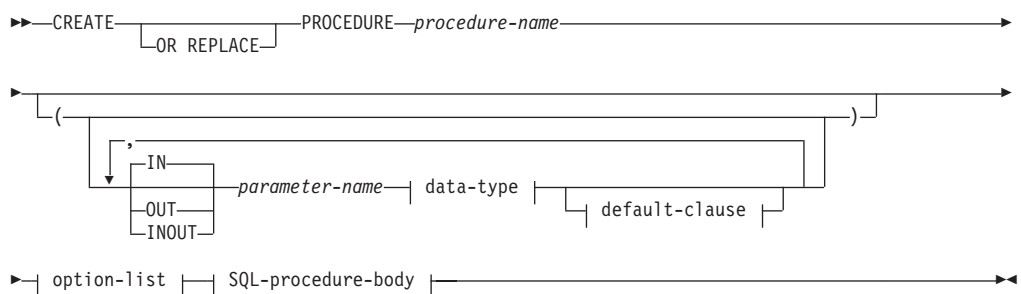 CREATE PROCEDURE procedure-name
OR REPLACE
( )
,
IN
parameter-name data-type
OUT default-clause
INOUT
option-list SQL-procedure-body